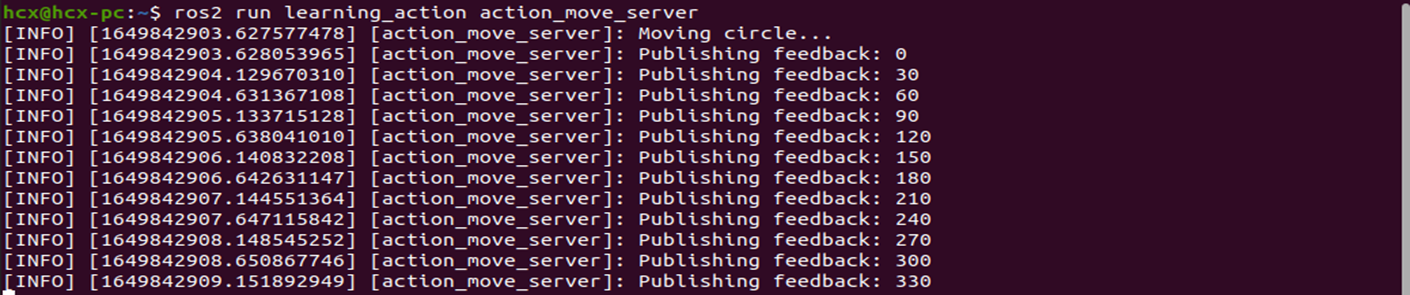 hcx@hcx-pc:~$ ros2 run learning_action action_move_server
[INFO] [1649842903.627577478] [action_move_server]: Moving circle...
[INFO] [1649842903.628053965] [action_move_server]: Publishing feedback: 0
[INFO] [1649842904.129670310] [action_move_server]: Publishing feedback: 30
[INFO] [1649842904.631367108] [action_move_server]: Publishing feedback: 60
[INFO] [1649842905.133715128] [action_move_server]: Publishing feedback: 90
[INFO] [1649842905.638041010] [action_move_server]: Publishing feedback: 120
[INFO] [1649842906.140832208] [action_move_server]: Publishing feedback: 150
[INFO] [1649842906.642631147] [action_move_server]: Publishing feedback: 180
[INFO] [1649842907.144551364] [action_move_server]: Publishing feedback: 210
[INFO] [1649842907.647115842] [action_move_server]: Publishing feedback: 240
[INFO] [1649842908.148545252] [action_move_server]: Publishing feedback: 270
[INFO] [1649842908.650867746] [action_move_server]: Publishing feedback: 300
[INFO] [1649842909.151892949] [action_move_server]: Publishing feedback: 330